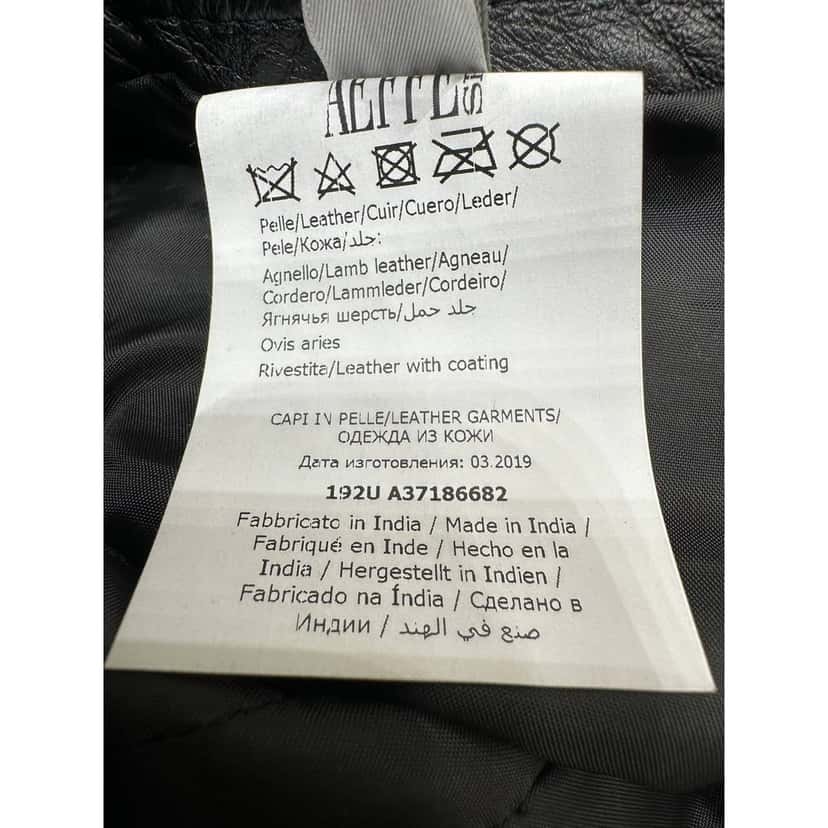 AEFFE
Pelle/Leather/Cuir/Cuero/Leder/
Pele/Кожа/جلد:
Agnello/Lamb leather/Agneau/
Cordero/Lammleder/Cordeiro/
Ягнячья шерсть/جلد حمل
Ovis aries
Rivestita/Leather with coating
CAPI IN PELLE/LEATHER GARMENTS/
ОДЕЖДА ИЗ КОЖИ
Дата изготовления: 03.2019
192U A37186682
Fabbricato in India / Made in India /
Fabriqué en Inde / Hecho en la
India / Hergestellt in Indien /
Fabricado na Índia / Сделано в
Индии / صنع في الهند